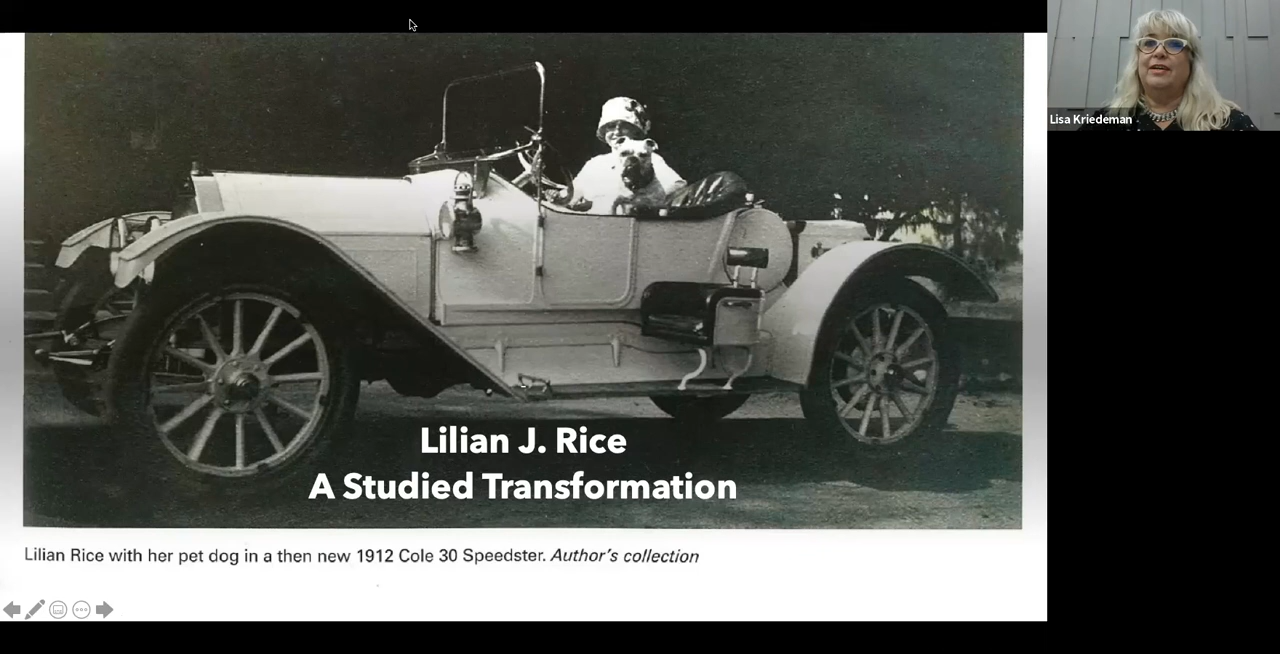 Lisa Kriedeman
Lilian J. Rice
A Studied Transformation
Lilian Rice with her pet dog in a then new 1912 Cole 30 Speedster. Author's collection